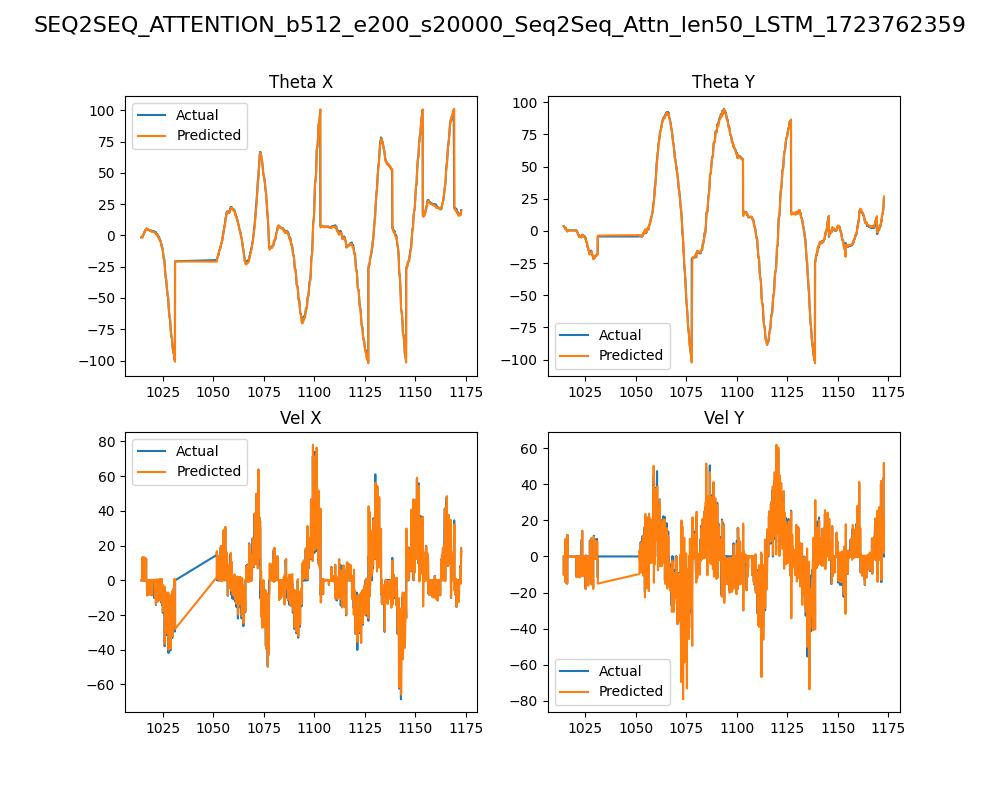 SEQ2SEQ_ATTENTION_b512_e200_s20000_Seq2Seq_Attn_len50_LSTM_1723762359
Theta X
100
75
50
25
0
−25
−50
−75
−100
Actual
Predicted
1025 1050 1075 1100 1125 1150 1175
Theta Y
100
75
50
25
0
−25
−50
−75
−100
Actual
Predicted
1025 1050 1075 1100 1125 1150 1175
Vel X
80
60
40
20
0
−20
−40
−60
Actual
Predicted
1025 1050 1075 1100 1125 1150 1175
Vel Y
60
40
20
0
−20
−40
−60
−80
Actual
Predicted
1025 1050 1075 1100 1125 1150 1175